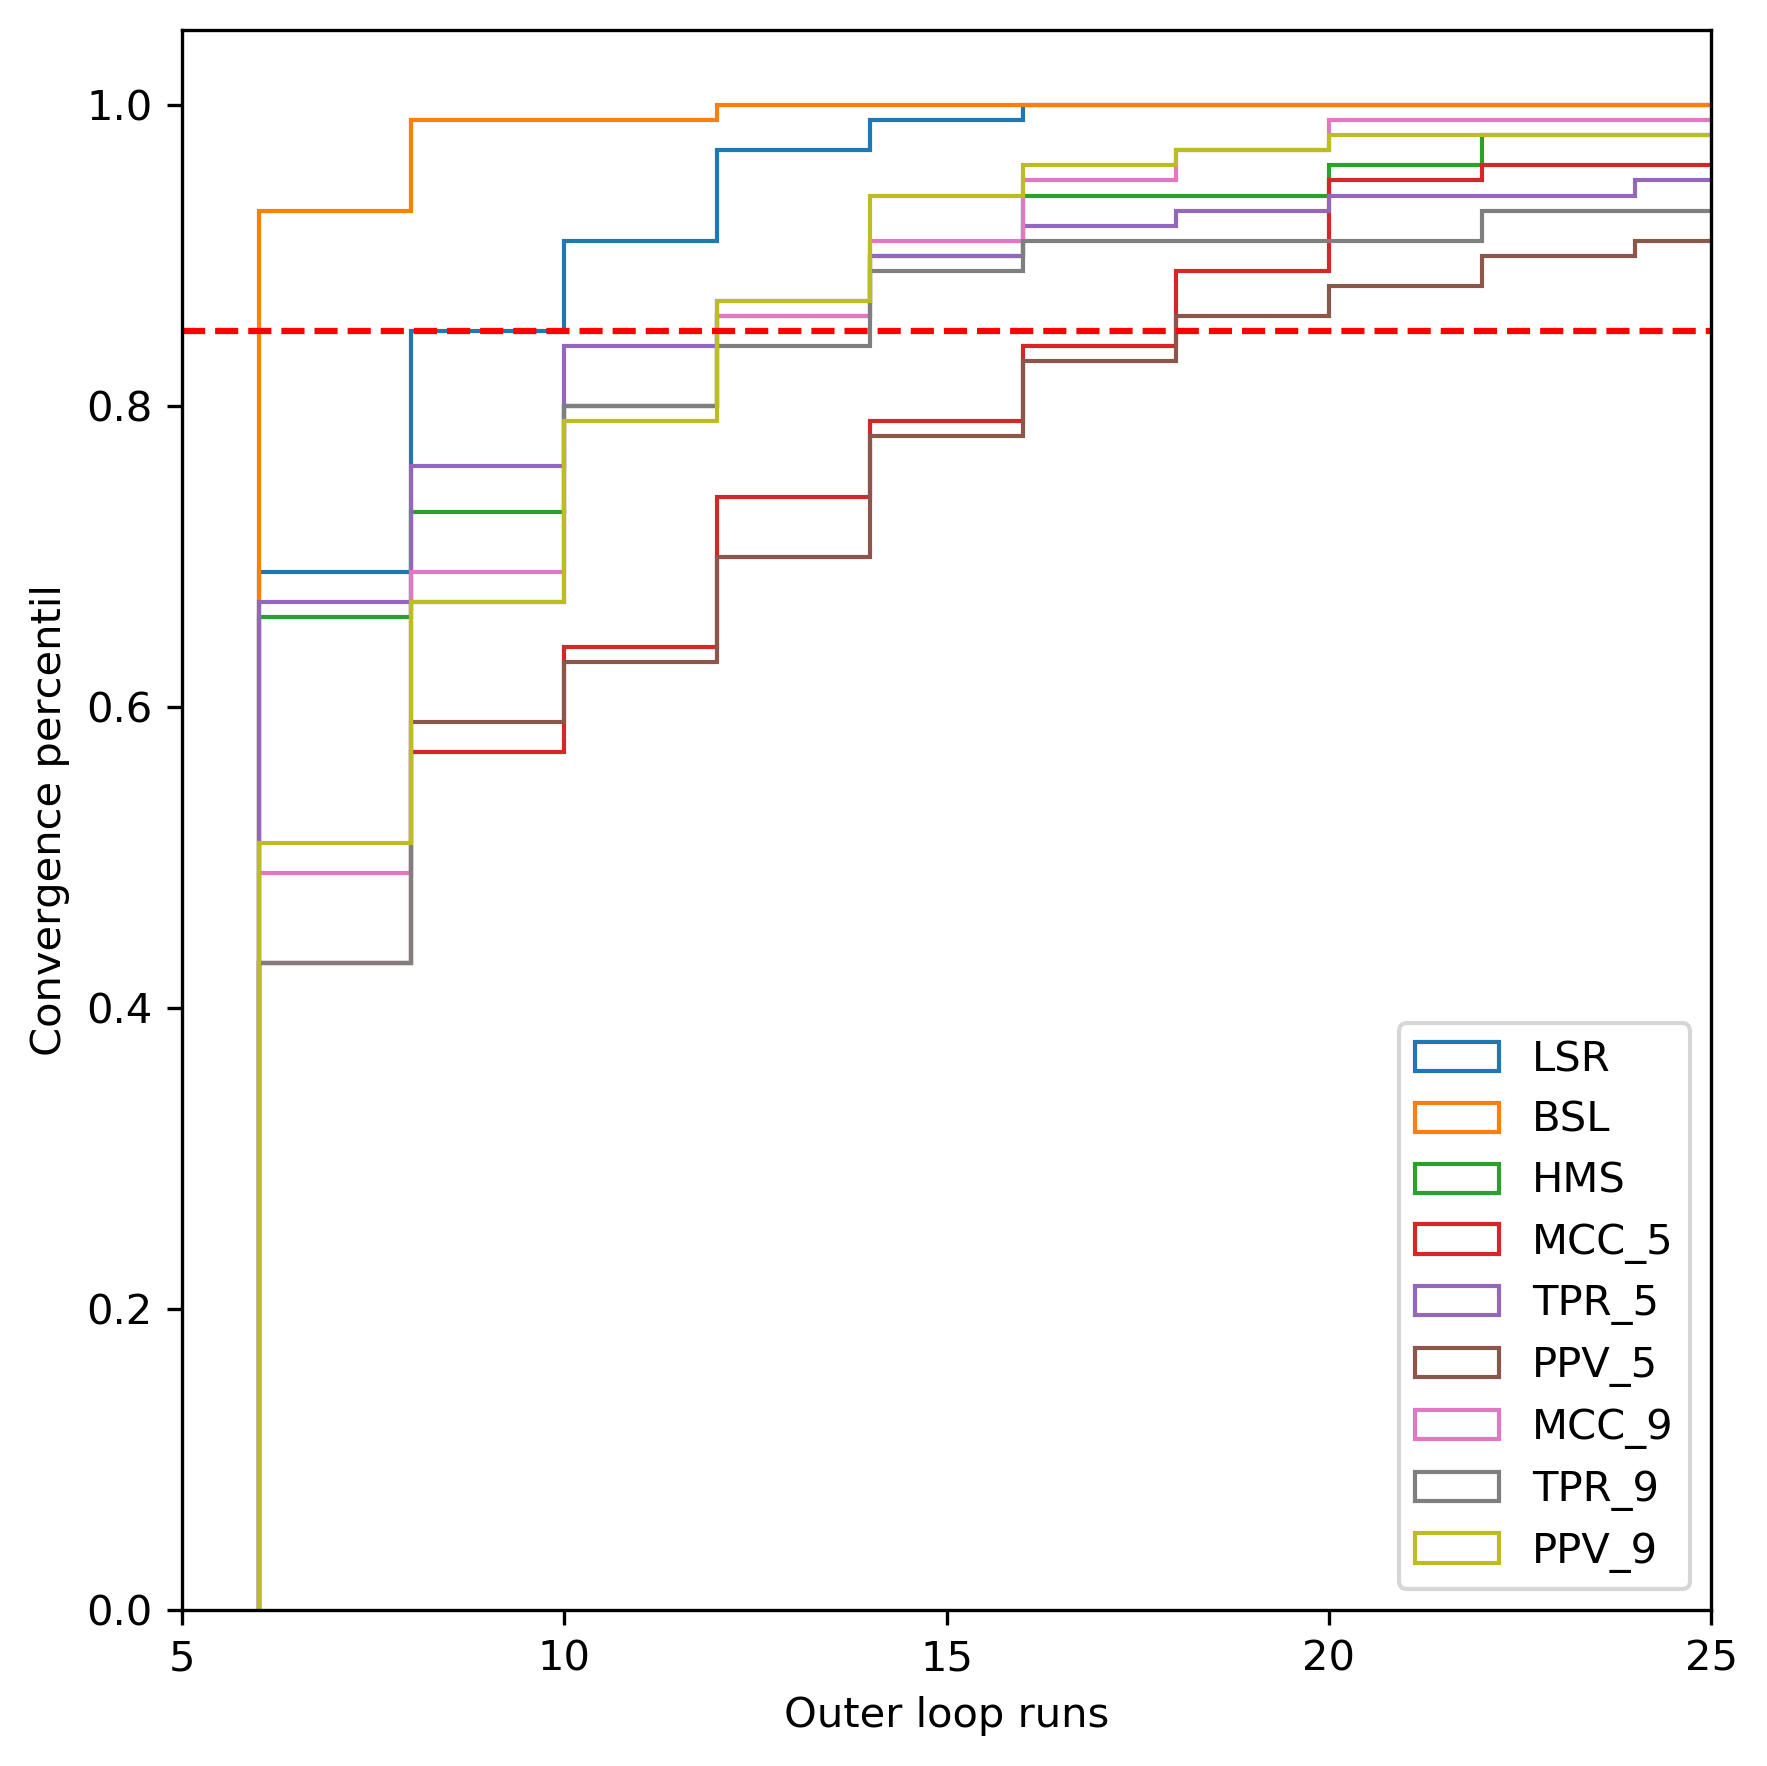 Convergence percentil
1.0
0.8
0.6
0.4
0.2
0.0
5
10
15
20
25
Outer loop runs
LSR
BSL
HMS
MCC_5
TPR_5
PPV_5
MCC_9
TPR_9
PPV_9